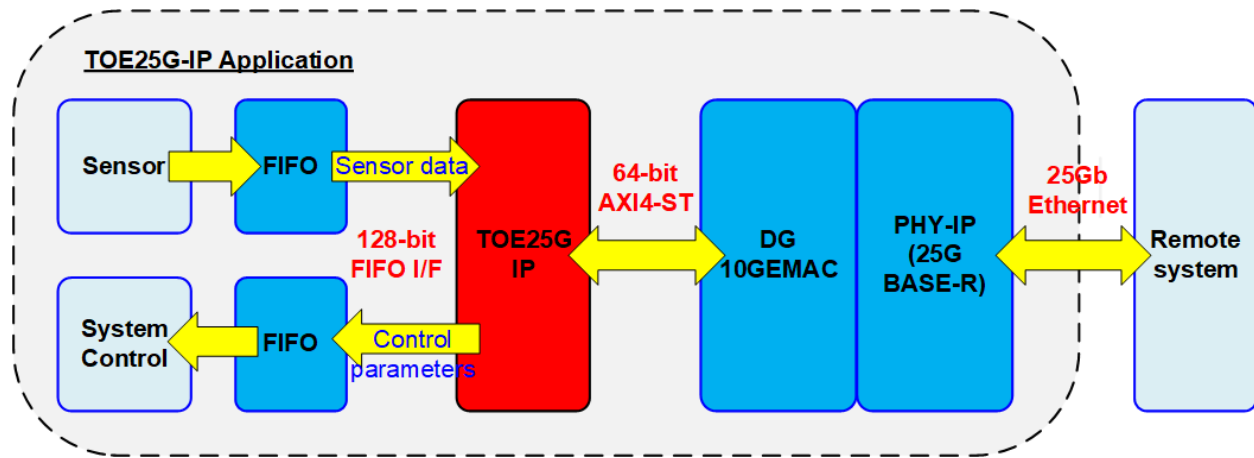 TOE25G-IP Application
Sensor
FIFO
Sensor data
128-bit
FIFO I/F
TOE25G
IP
64-bit
AXI4-ST
DG
10GEMAC
PHY-IP
(25G
BASE-R)
25Gb
Ethernet
Remote
system
System
Control
FIFO
Control
parameters